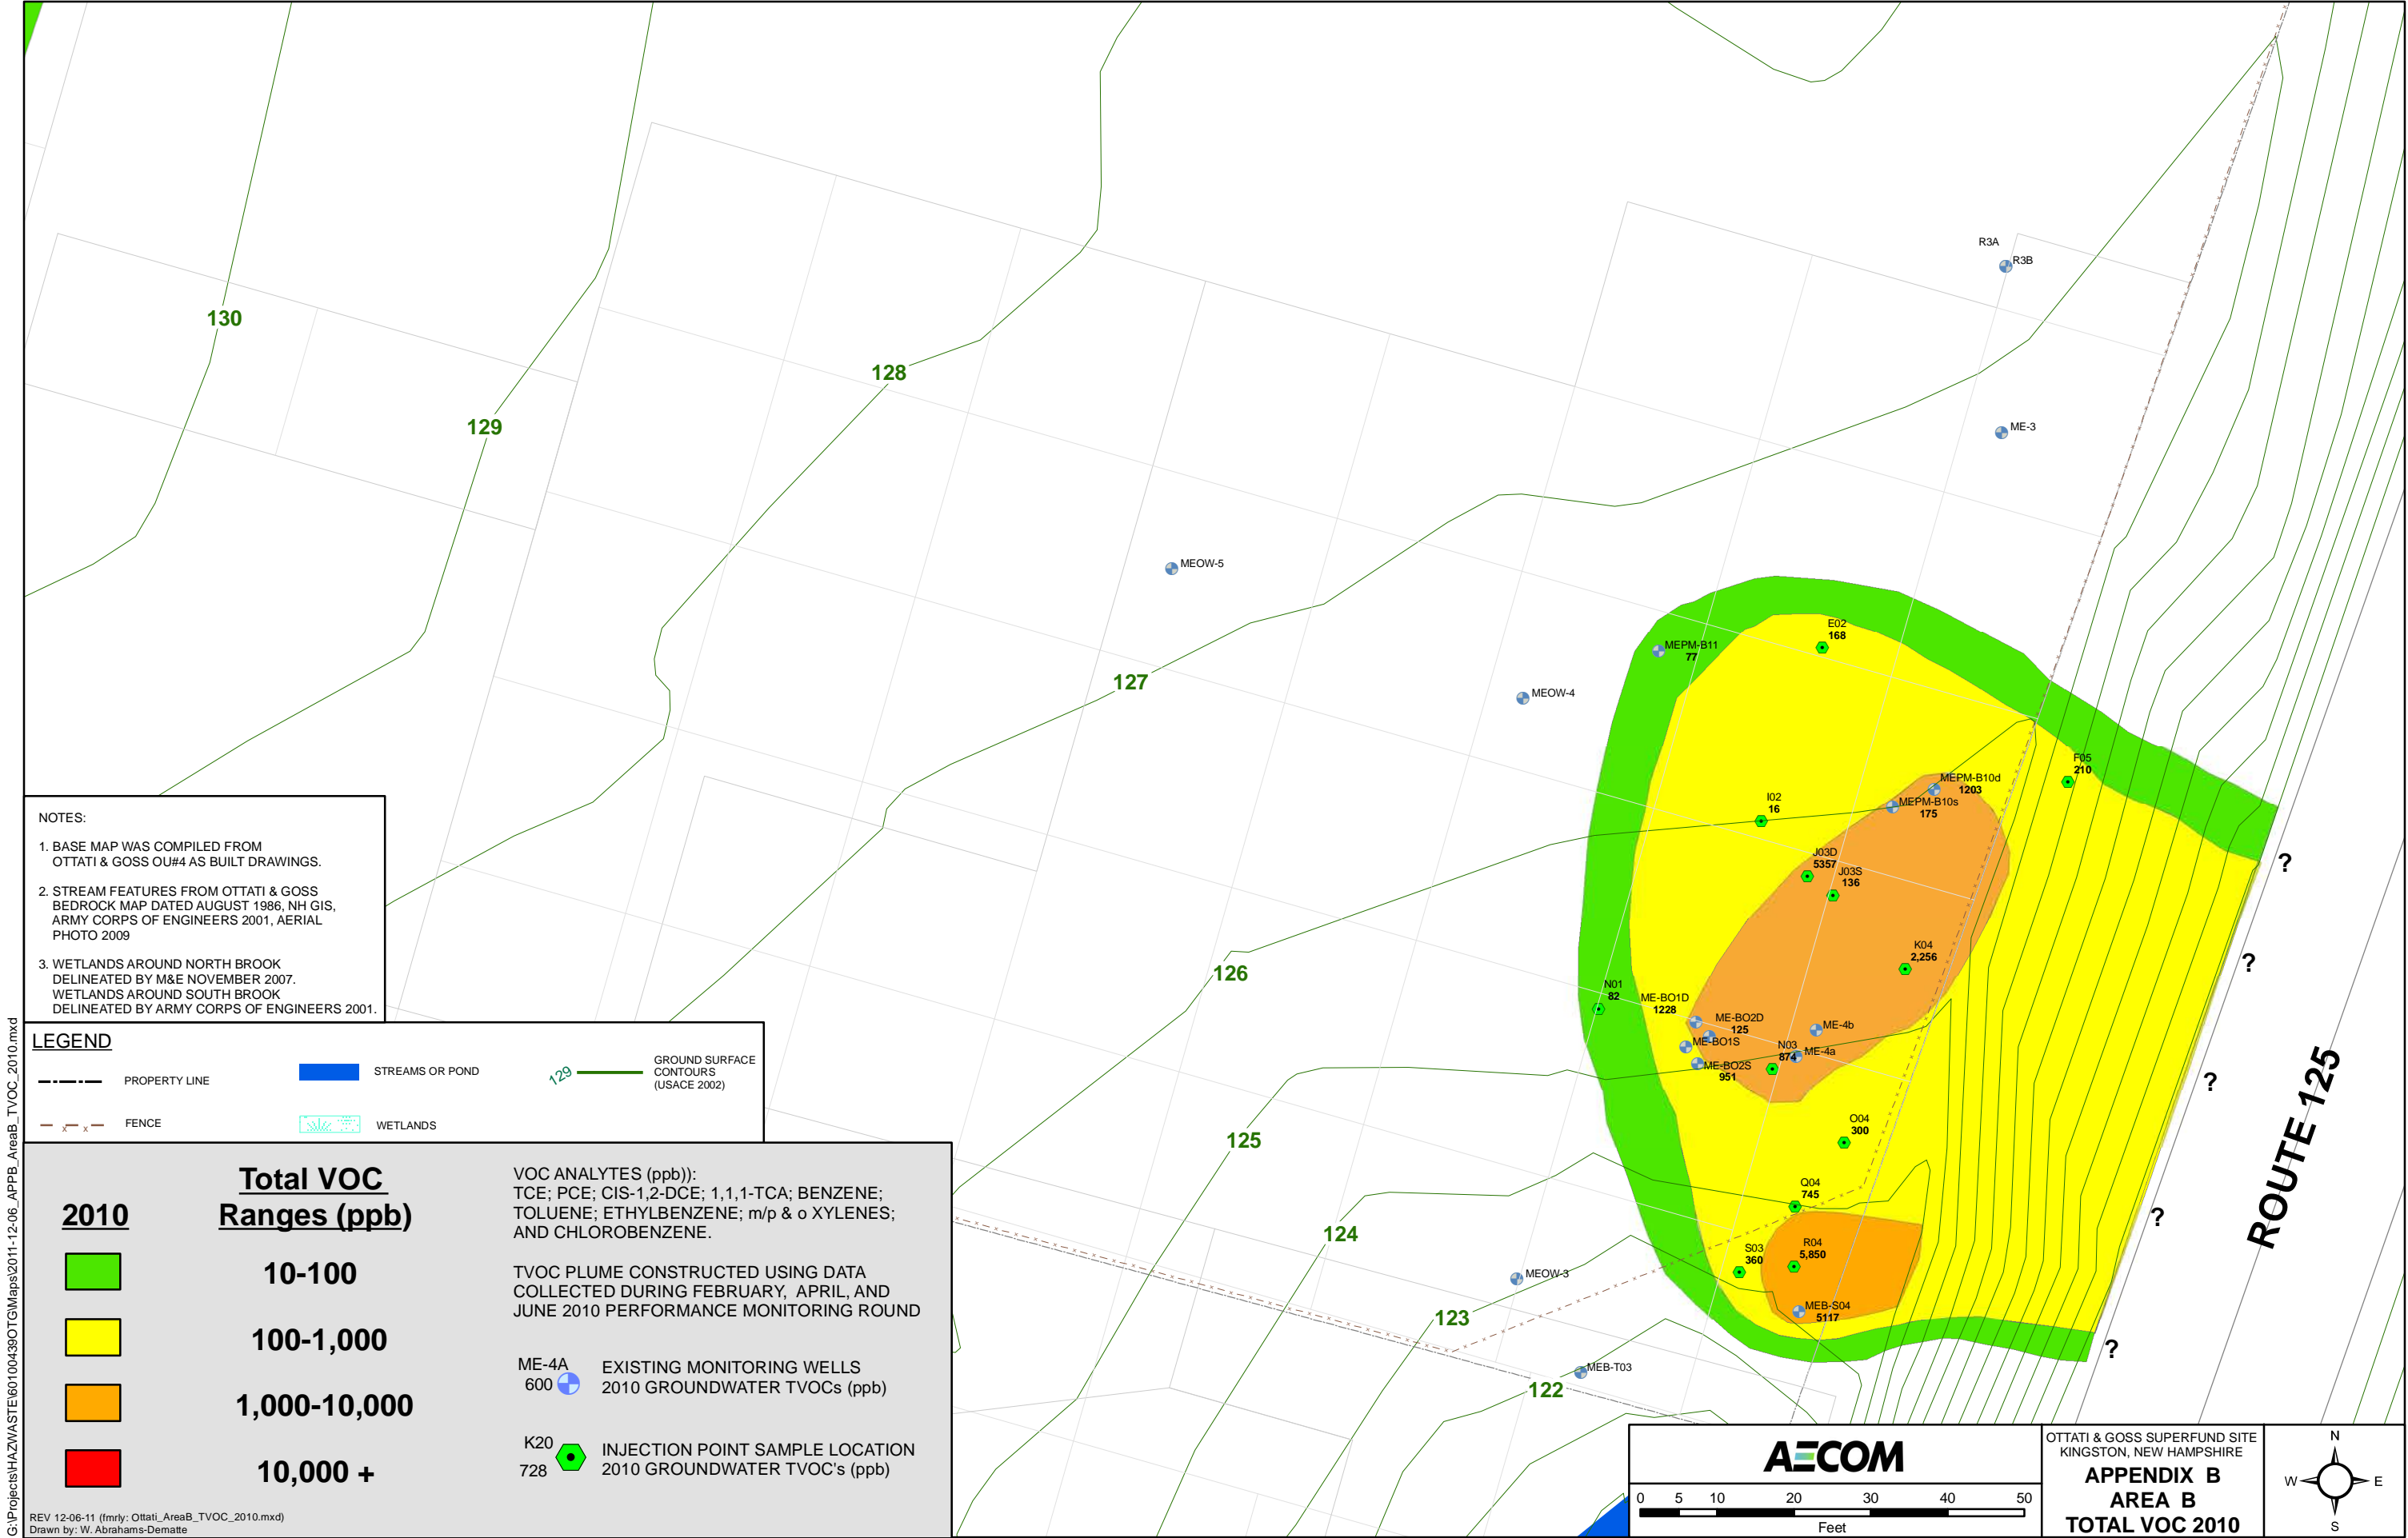 R3A
R3B
130
128
129
ME-3
MEOW-5
E02
168
MEPM-B11
77
127
MEOW-4
F05
210
MEPM-B10d
1203
I02
16
MEPM-B10s
175
J03D
5357
J03S
136
?
K04
2,256
?
126
N01
82
ME-BO1D
1228
ME-BO2D
125
ME-4b
ME-BO1S
N03
874
ME-4a
ME-BO2S
951
?
O04
300
125
Q04
745
?
124
S03
360
R04
5,850
MEOW-3
123
MEB-S04
5117
?
MEB-T03
122
ROUTE 125
NOTES:
1. BASE MAP WAS COMPILED FROM
OTTATI & GOSS OU#4 AS BUILT DRAWINGS.
2. STREAM FEATURES FROM OTTATI & GOSS
BEDROCK MAP DATED AUGUST 1986, NH GIS,
ARMY CORPS OF ENGINEERS 2001, AERIAL
PHOTO 2009
3. WETLANDS AROUND NORTH BROOK
DELINEATED BY M&E NOVEMBER 2007.
WETLANDS AROUND SOUTH BROOK
DELINEATED BY ARMY CORPS OF ENGINEERS 2001.
LEGEND
PROPERTY LINE
STREAMS OR POND
129
GROUND SURFACE
CONTOURS
(USACE 2002)
x x
FENCE
WETLANDS
2010
Total VOC
Ranges (ppb)
10-100
100-1,000
1,000-10,000
10,000 +
VOC ANALYTES (ppb)):
TCE; PCE; CIS-1,2-DCE; 1,1,1-TCA; BENZENE;
TOLUENE; ETHYLBENZENE; m/p & o XYLENES;
AND CHLOROBENZENE.
TVOC PLUME CONSTRUCTED USING DATA
COLLECTED DURING FEBRUARY, APRIL, AND
JUNE 2010 PERFORMANCE MONITORING ROUND
ME-4A
600
EXISTING MONITORING WELLS
2010 GROUNDWATER TVOCs (ppb)
K20
728
INJECTION POINT SAMPLE LOCATION
2010 GROUNDWATER TVOC's (ppb)
REV 12-06-11 (fmrly: Ottati_AreaB_TVOC_2010.mxd)
Drawn by: W. Abrahams-Dematte
G:\Projects\HAZWASTE\60100439OTG\Maps\2011-12-06_APPB_AreaB_TVOC_2010.mxd
AECOM
0 5 10 20 30 40 50
Feet
OTTATI & GOSS SUPERFUND SITE
KINGSTON, NEW HAMPSHIRE
APPENDIX B
AREA B
TOTAL VOC 2010
N
W E
S